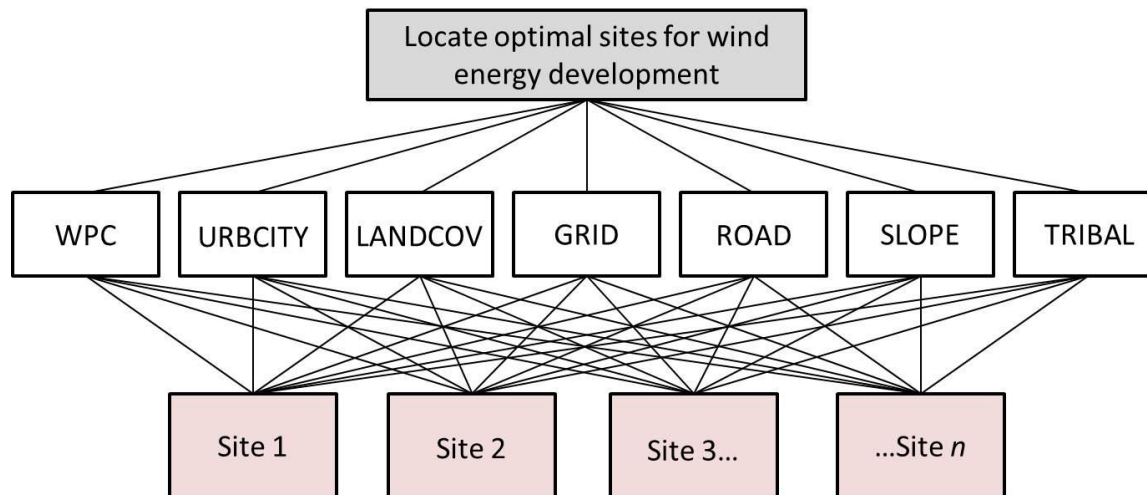 Locate optimal sites for wind
energy development
WPC
URBCITY
LANDCOV
GRID
ROAD
SLOPE
TRIBAL
Site 1
Site 2
Site 3...
...Site n